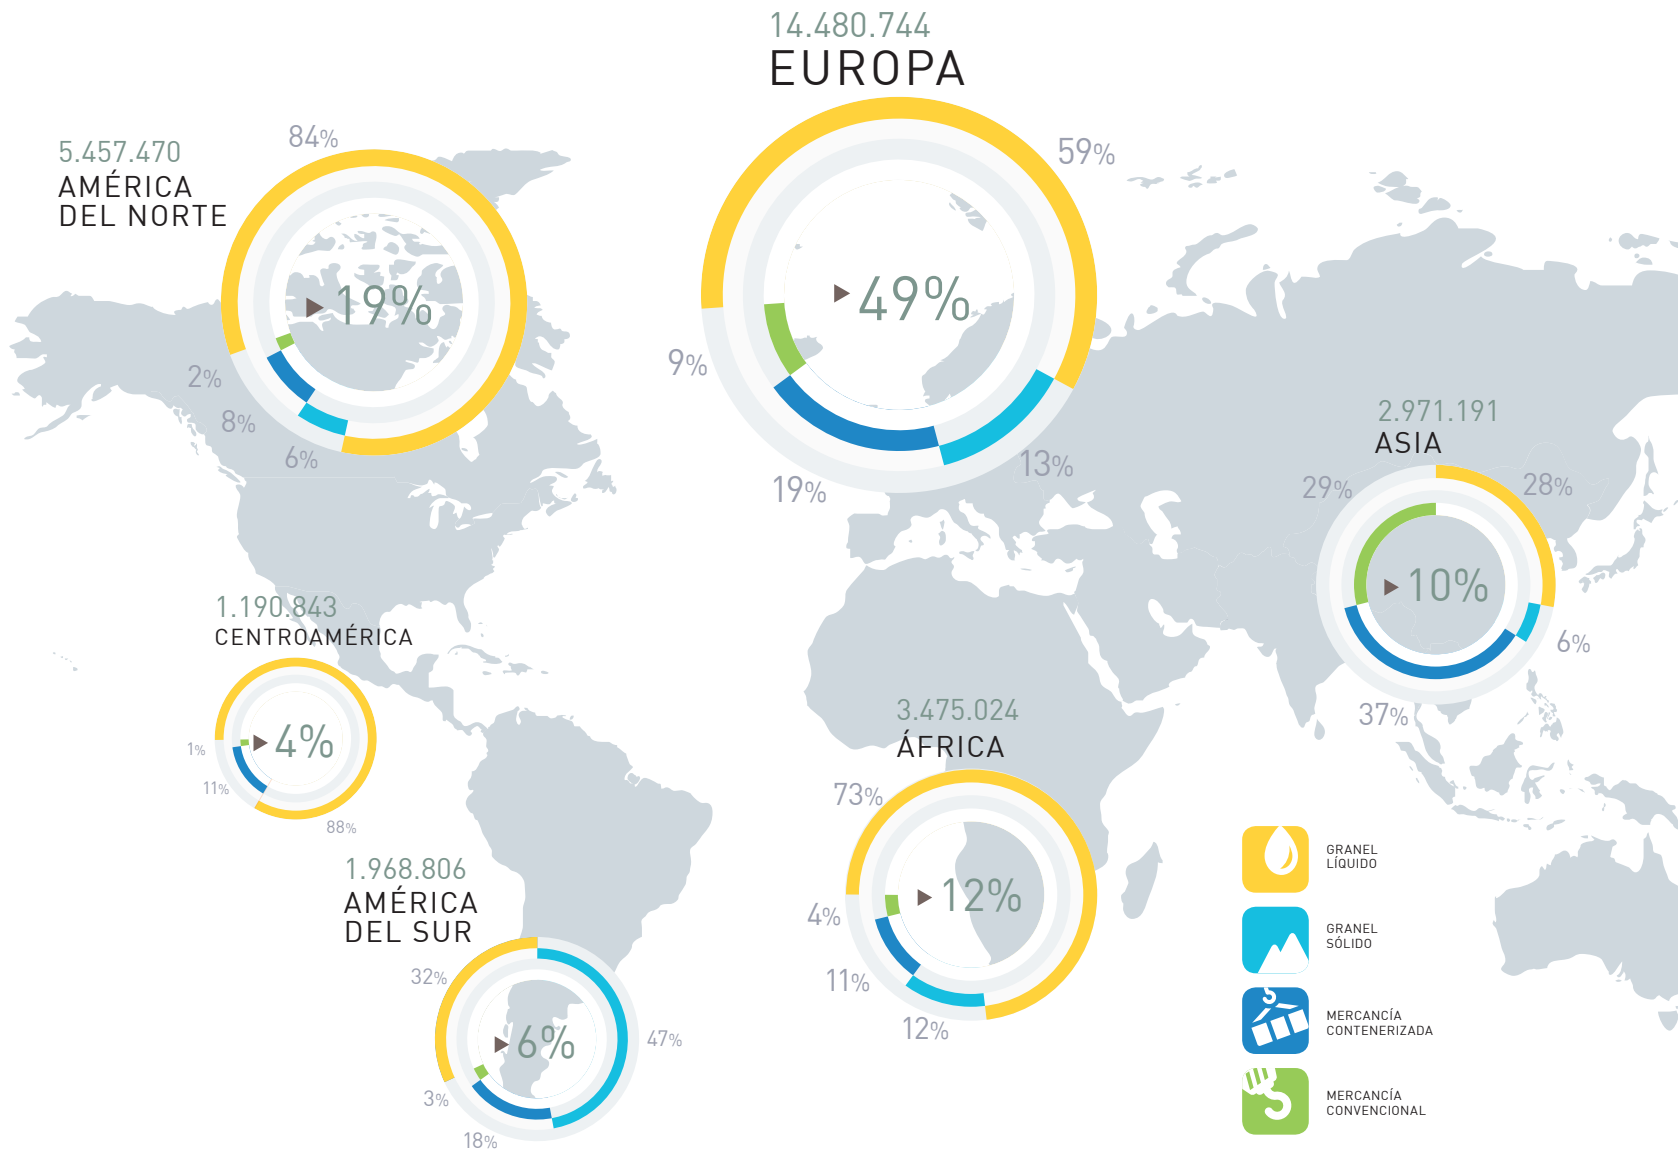 14.480.744
EUROPA
59%
49%
9%
13%
19%
5.457.470
AMÉRICA
DEL NORTE
84%
19%
2%
8%
6%
2.971.191
ASIA
29%
28%
10%
6%
37%
1.190.843
CENTROAMÉRICA
4%
1%
11%
88%
3.475.024
ÁFRICA
73%
12%
4%
11%
12%
1.968.806
AMÉRICA
DEL SUR
32%
6%
47%
3%
18%
GRANEL
LÍQUIDO
GRANEL
SÓLIDO
MERCANCÍA
CONTENERIZADA
MERCANCÍA
CONVENCIONAL